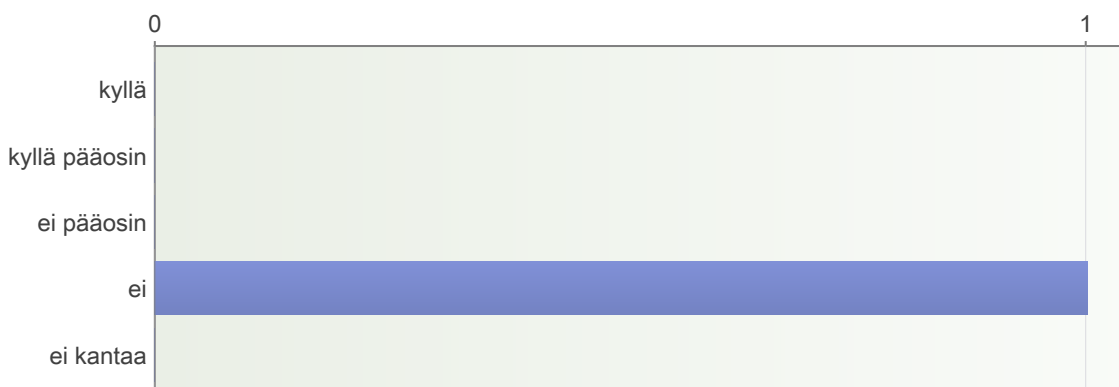 0 1
kyllä
kyllä pääosin
ei pääosin
ei
ei kantaa